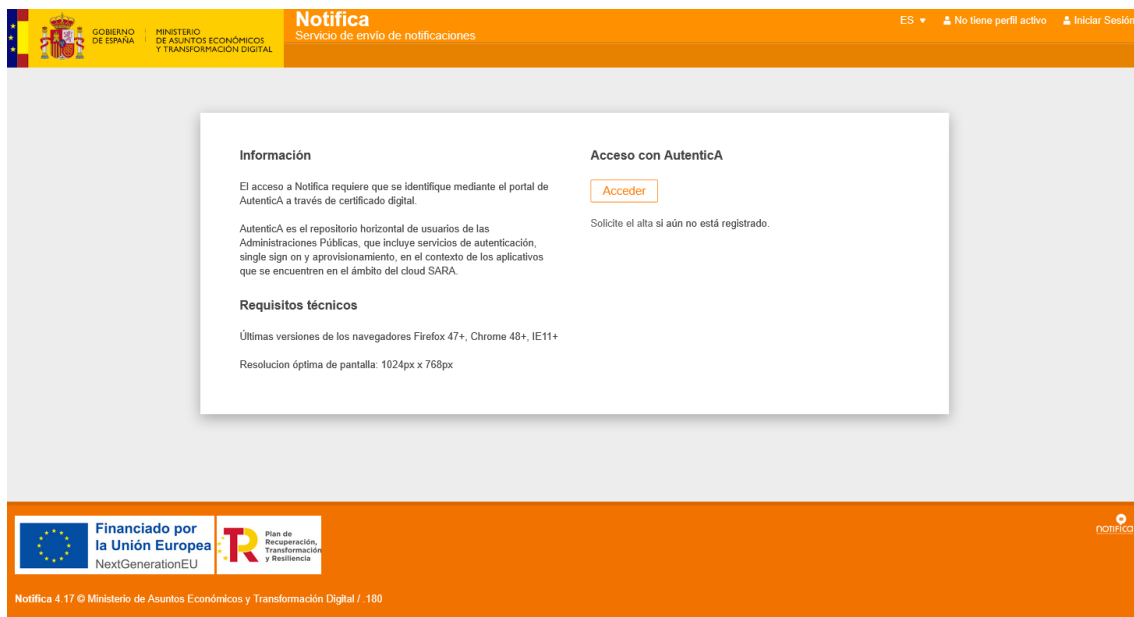 GOBIERNO
DE ESPAÑA
MINISTERIO
DE ASUNTOS ECONÓMICOS
Y TRANSFORMACIÓN DIGITAL
Notifica
Servicio de envío de notificaciones
ES
No tiene perfil activo
Iniciar Sesión
Información
El acceso a Notifica requiere que se identifique mediante el portal de
AutenticA a través de certificado digital.
AutenticA es el repositorio horizontal de usuarios de las
Administraciones Públicas, que incluye servicios de autenticación,
single sign on y aprovisionamiento, en el contexto de los aplicativos
que se encuentren en el ámbito del cloud SARA.
Requisitos técnicos
Últimas versiones de los navegadores Firefox 47+, Chrome 48+, IE11+
Resolucion óptima de pantalla: 1024px x 768px
Acceso con AutenticA
Acceder
Solicite el alta si aún no está registrado.
Financiado por
la Unión Europea
NextGenerationEU
Plan de
Recuperación,
Transformación
y Resiliencia
notifica
Notifica 4.17 © Ministerio de Asuntos Económicos y Transformación Digital / .180